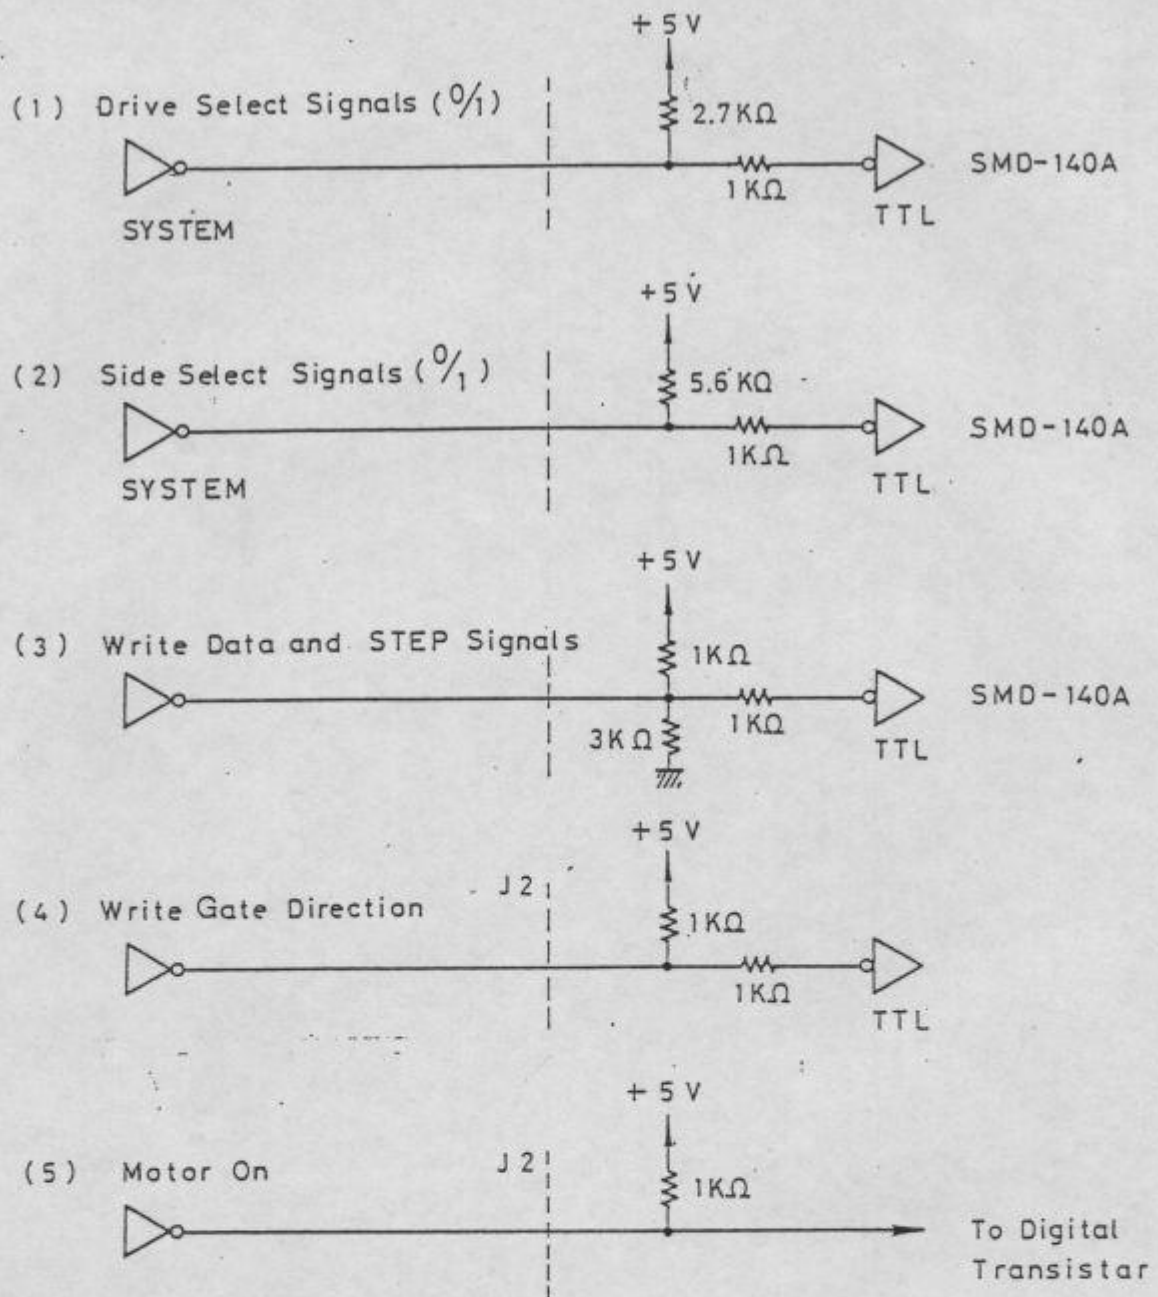 +5V
(1) Drive Select Signals (0/1)
2.7KΩ
SMD-140A
1KΩ
SYSTEM
TTL
+5V
(2) Side Select Signals (0/1)
5.6KΩ
SMD-140A
1KΩ
SYSTEM
TTL
+5V
(3) Write Data and STEP Signals
1KΩ
SMD-140A
1KΩ
3KΩ
TTL
+5V
J2
(4) Write Gate Direction
1KΩ
1KΩ
TTL
+5V
(5) Motor On
J2
1KΩ
To Digital
Transistar